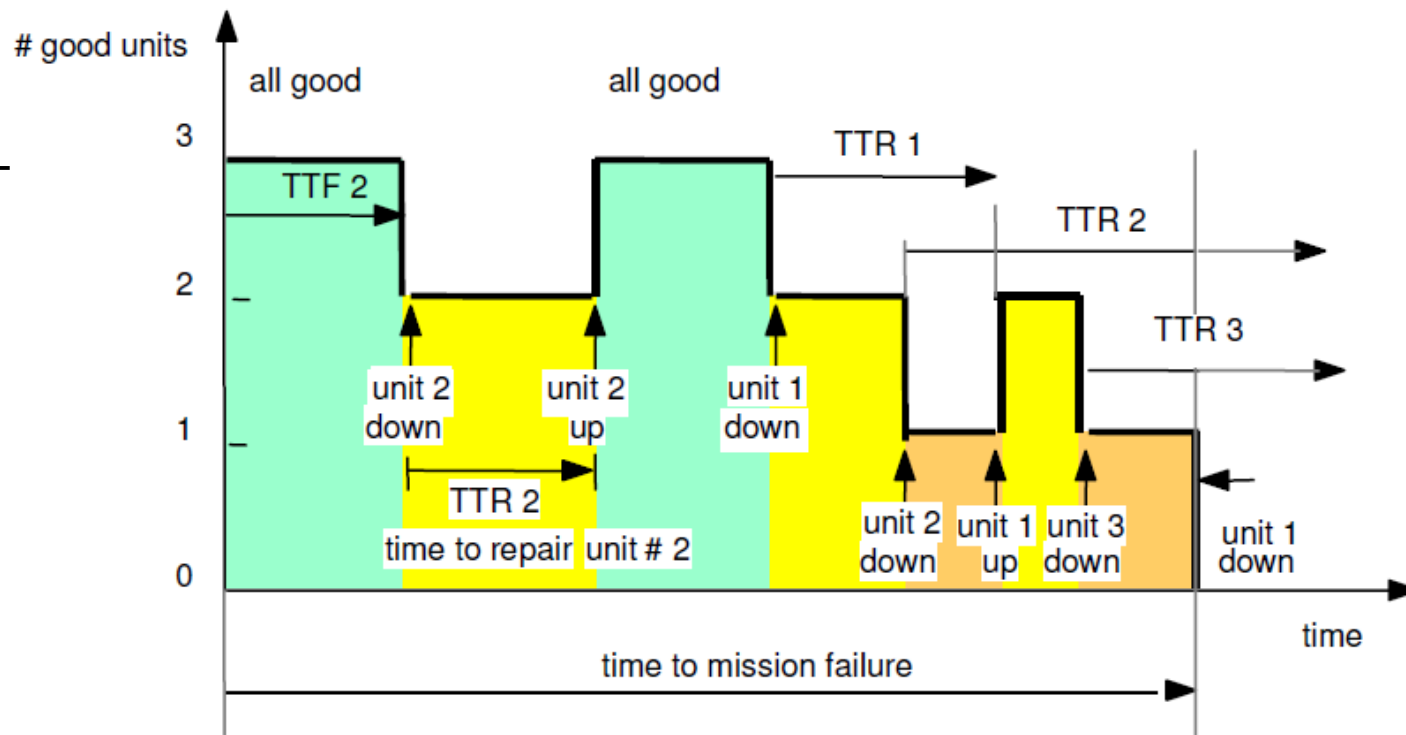 # good units
all good
all good
3
TTR 1
TTF 2
TTR 2
2
TTR 3
unit 2
down
unit 2
up
unit 1
down
1
TTR 2
time to repair
unit # 2
unit 2
down
unit 1
up
unit 3
down
unit 1
down
0
time
time to mission failure